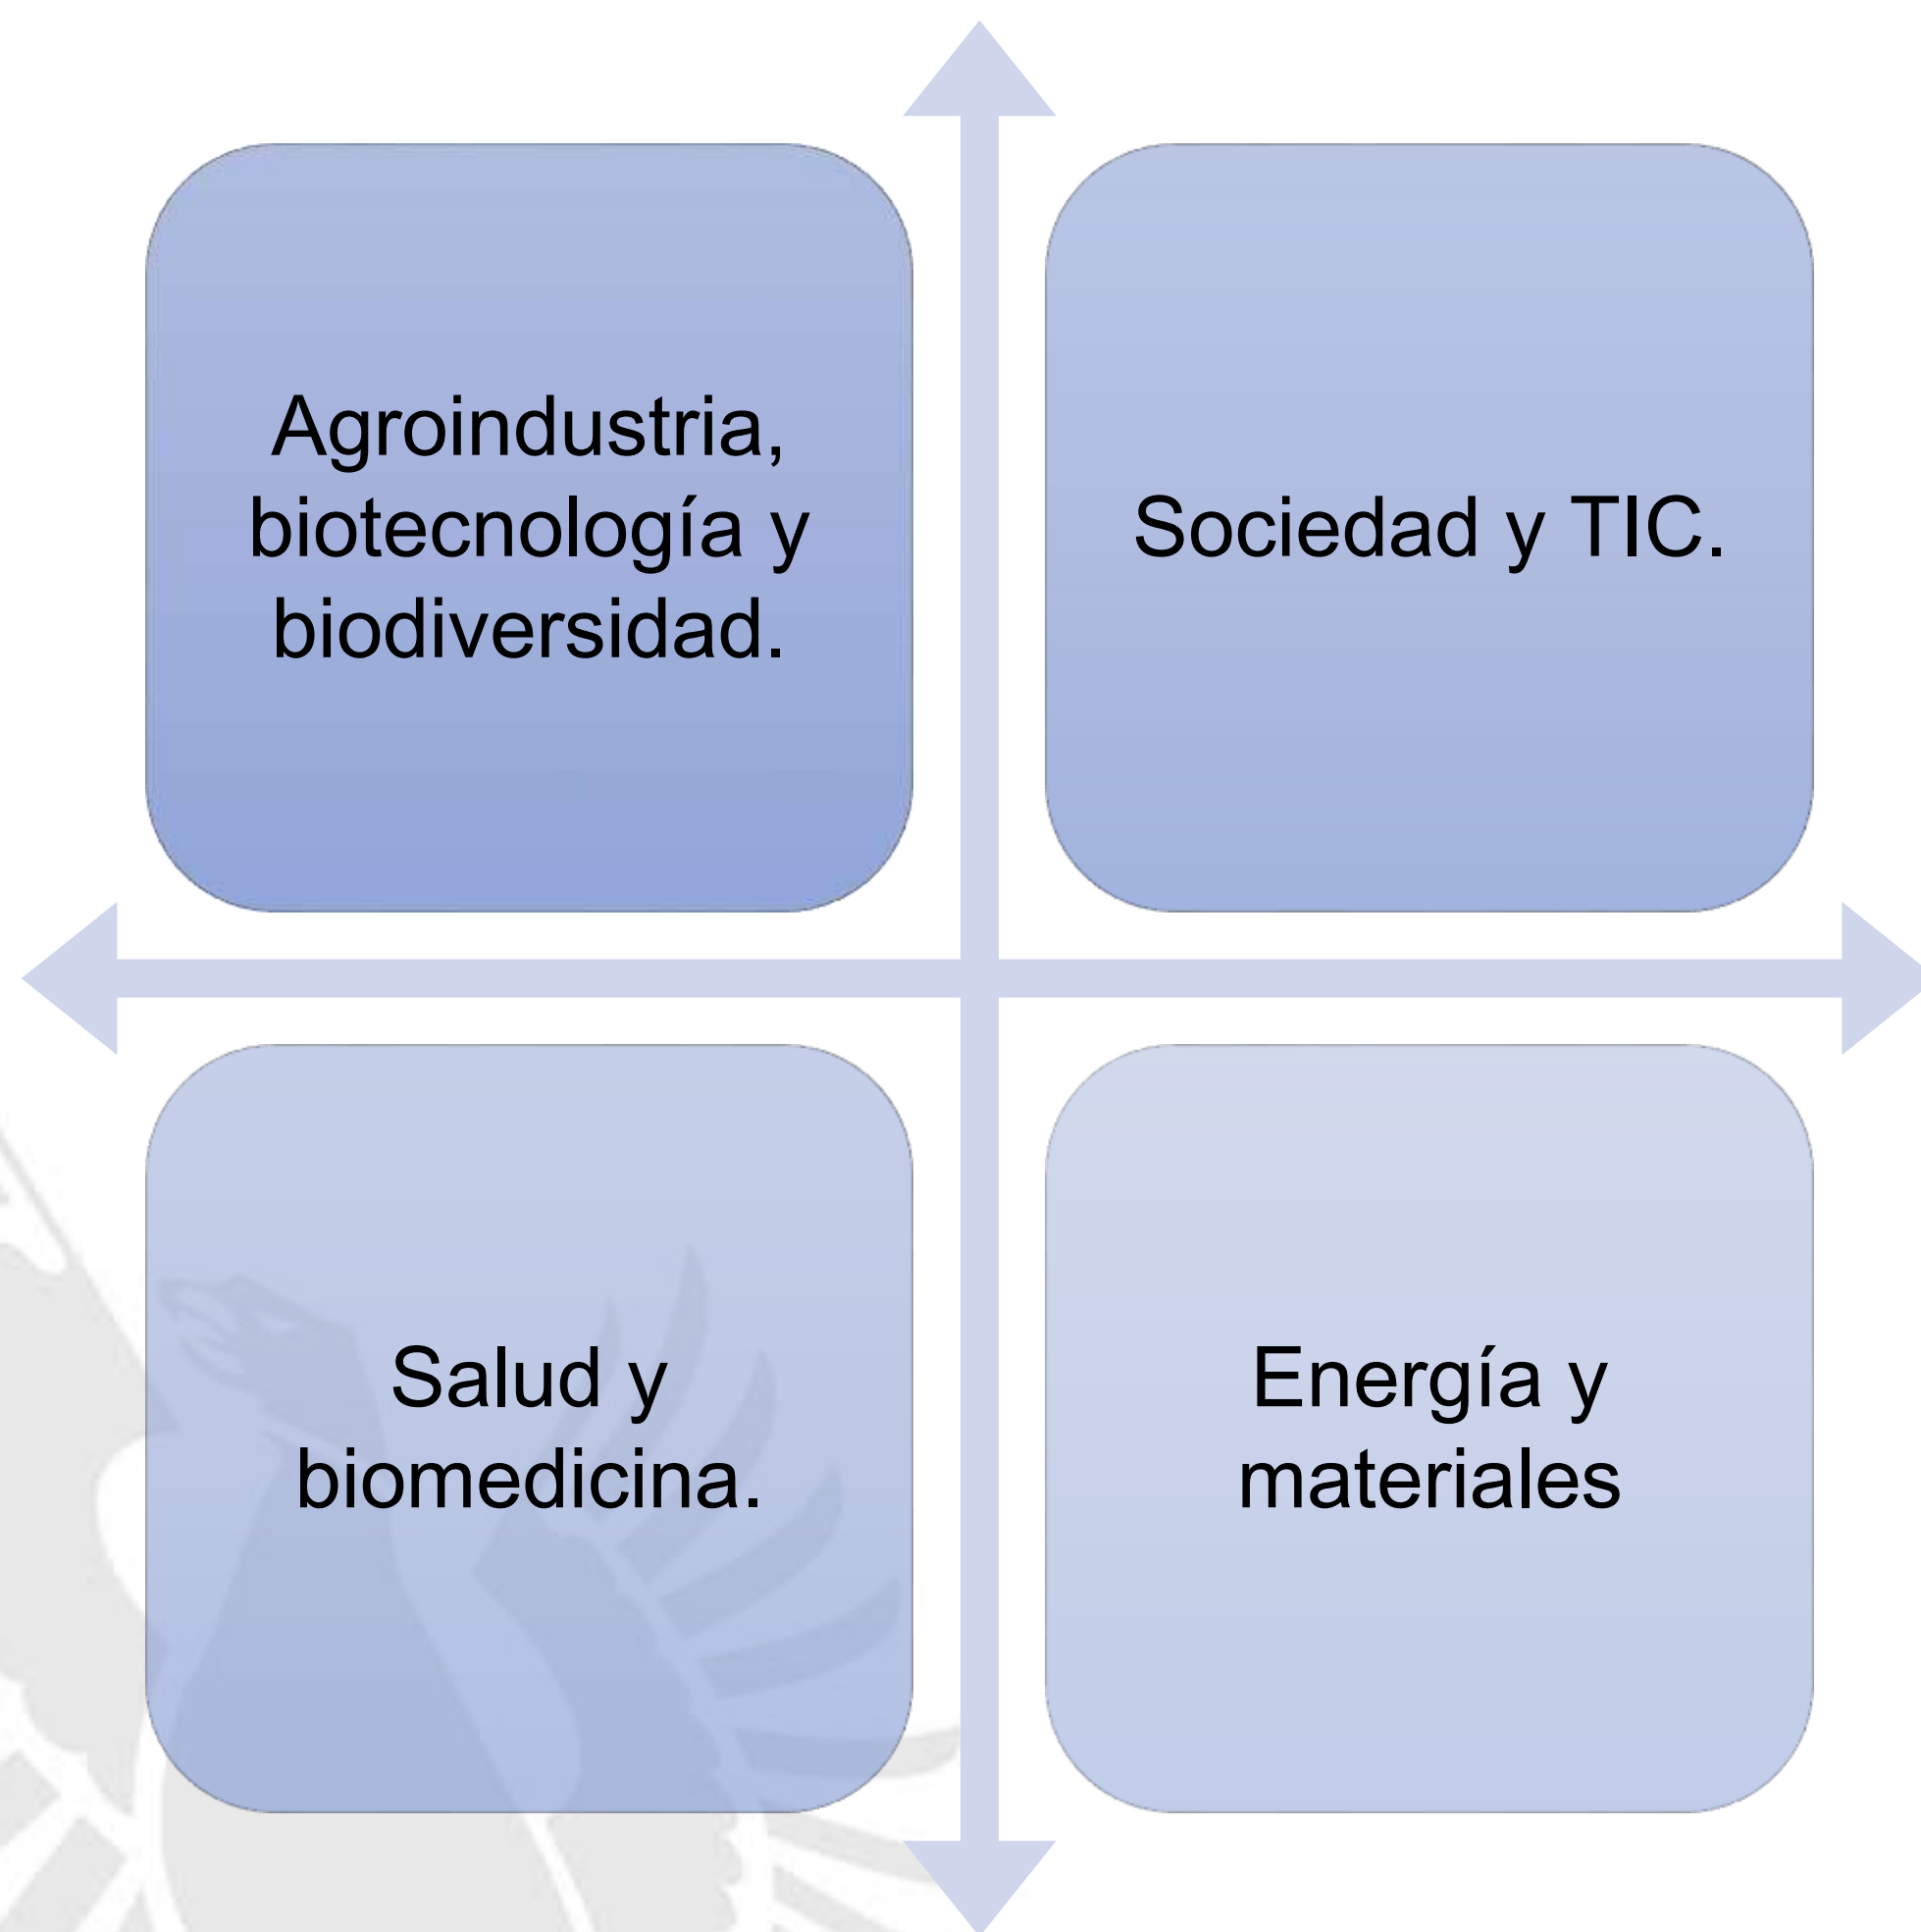 Agroindustria,
biotecnología y
biodiversidad.
Sociedad y TIC.
Salud y
biomedicina.
Energía y
materiales